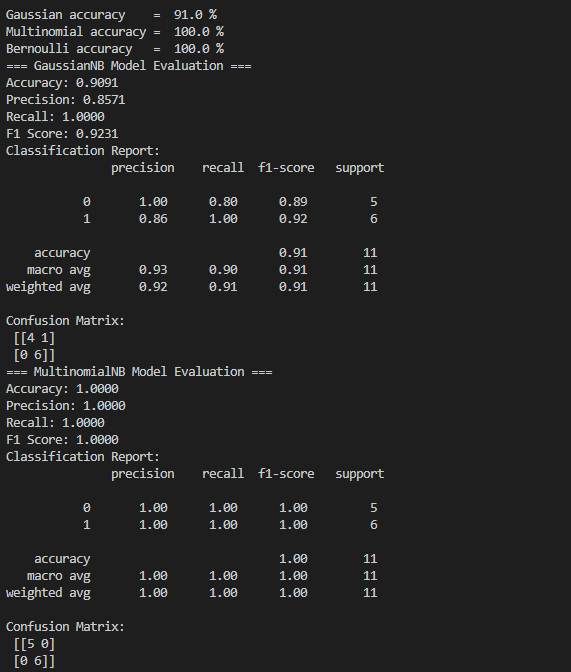 Gaussian accuracy    =  91.0 %
Multinomial accuracy =  100.0 %
Bernoulli accuracy   =  100.0 %
=== GaussianNB Model Evaluation ===
Accuracy: 0.9091
Precision: 0.8571
Recall: 1.0000
F1 Score: 0.9231
Classification Report:
               precision    recall  f1-score   support

           0       1.00      0.80      0.89         5
           1       0.86      1.00      0.92         6

    accuracy                           0.91        11
   macro avg       0.93      0.90      0.91        11
weighted avg       0.92      0.91      0.91        11

Confusion Matrix:
 [[4 1]
 [0 6]]
=== MultinomialNB Model Evaluation ===
Accuracy: 1.0000
Precision: 1.0000
Recall: 1.0000
F1 Score: 1.0000
Classification Report:
               precision    recall  f1-score   support

           0       1.00      1.00      1.00         5
           1       1.00      1.00      1.00         6

    accuracy                           1.00        11
   macro avg       1.00      1.00      1.00        11
weighted avg       1.00      1.00      1.00        11

Confusion Matrix:
 [[5 0]
 [0 6]]